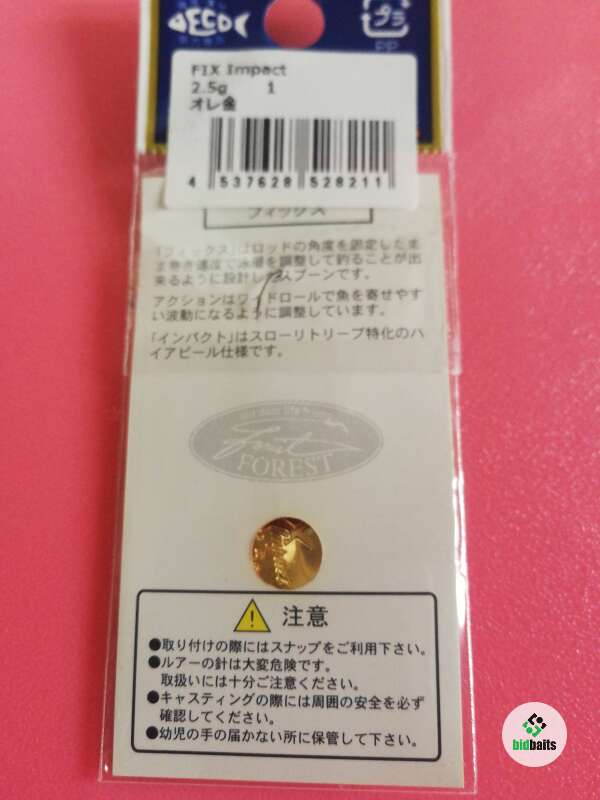 ECO
プラ
PP
FIX Impact
2.5g 1
オレ金
4 537628 528211
フィックス
「フィックス」はロッドの角度を固定したま
ま巻き速度で泳層を調整して釣ることが出
来るように設計したスプーンです。
アクションはワイドロールで魚を寄せやす
い波動になるように調整しています。
「インパクト」はスローリトリーブ特化のハ
イアピール仕様です。
FOREST
注意
●取り付けの際にはスナップをご利用下さい。
●ルアーの針は大変危険です。
取扱いには十分ご注意ください。
●キャスティングの際には周囲の安全を必ず
確認してください。
●幼児の手の届かない所に保管して下さい。
bidbaits